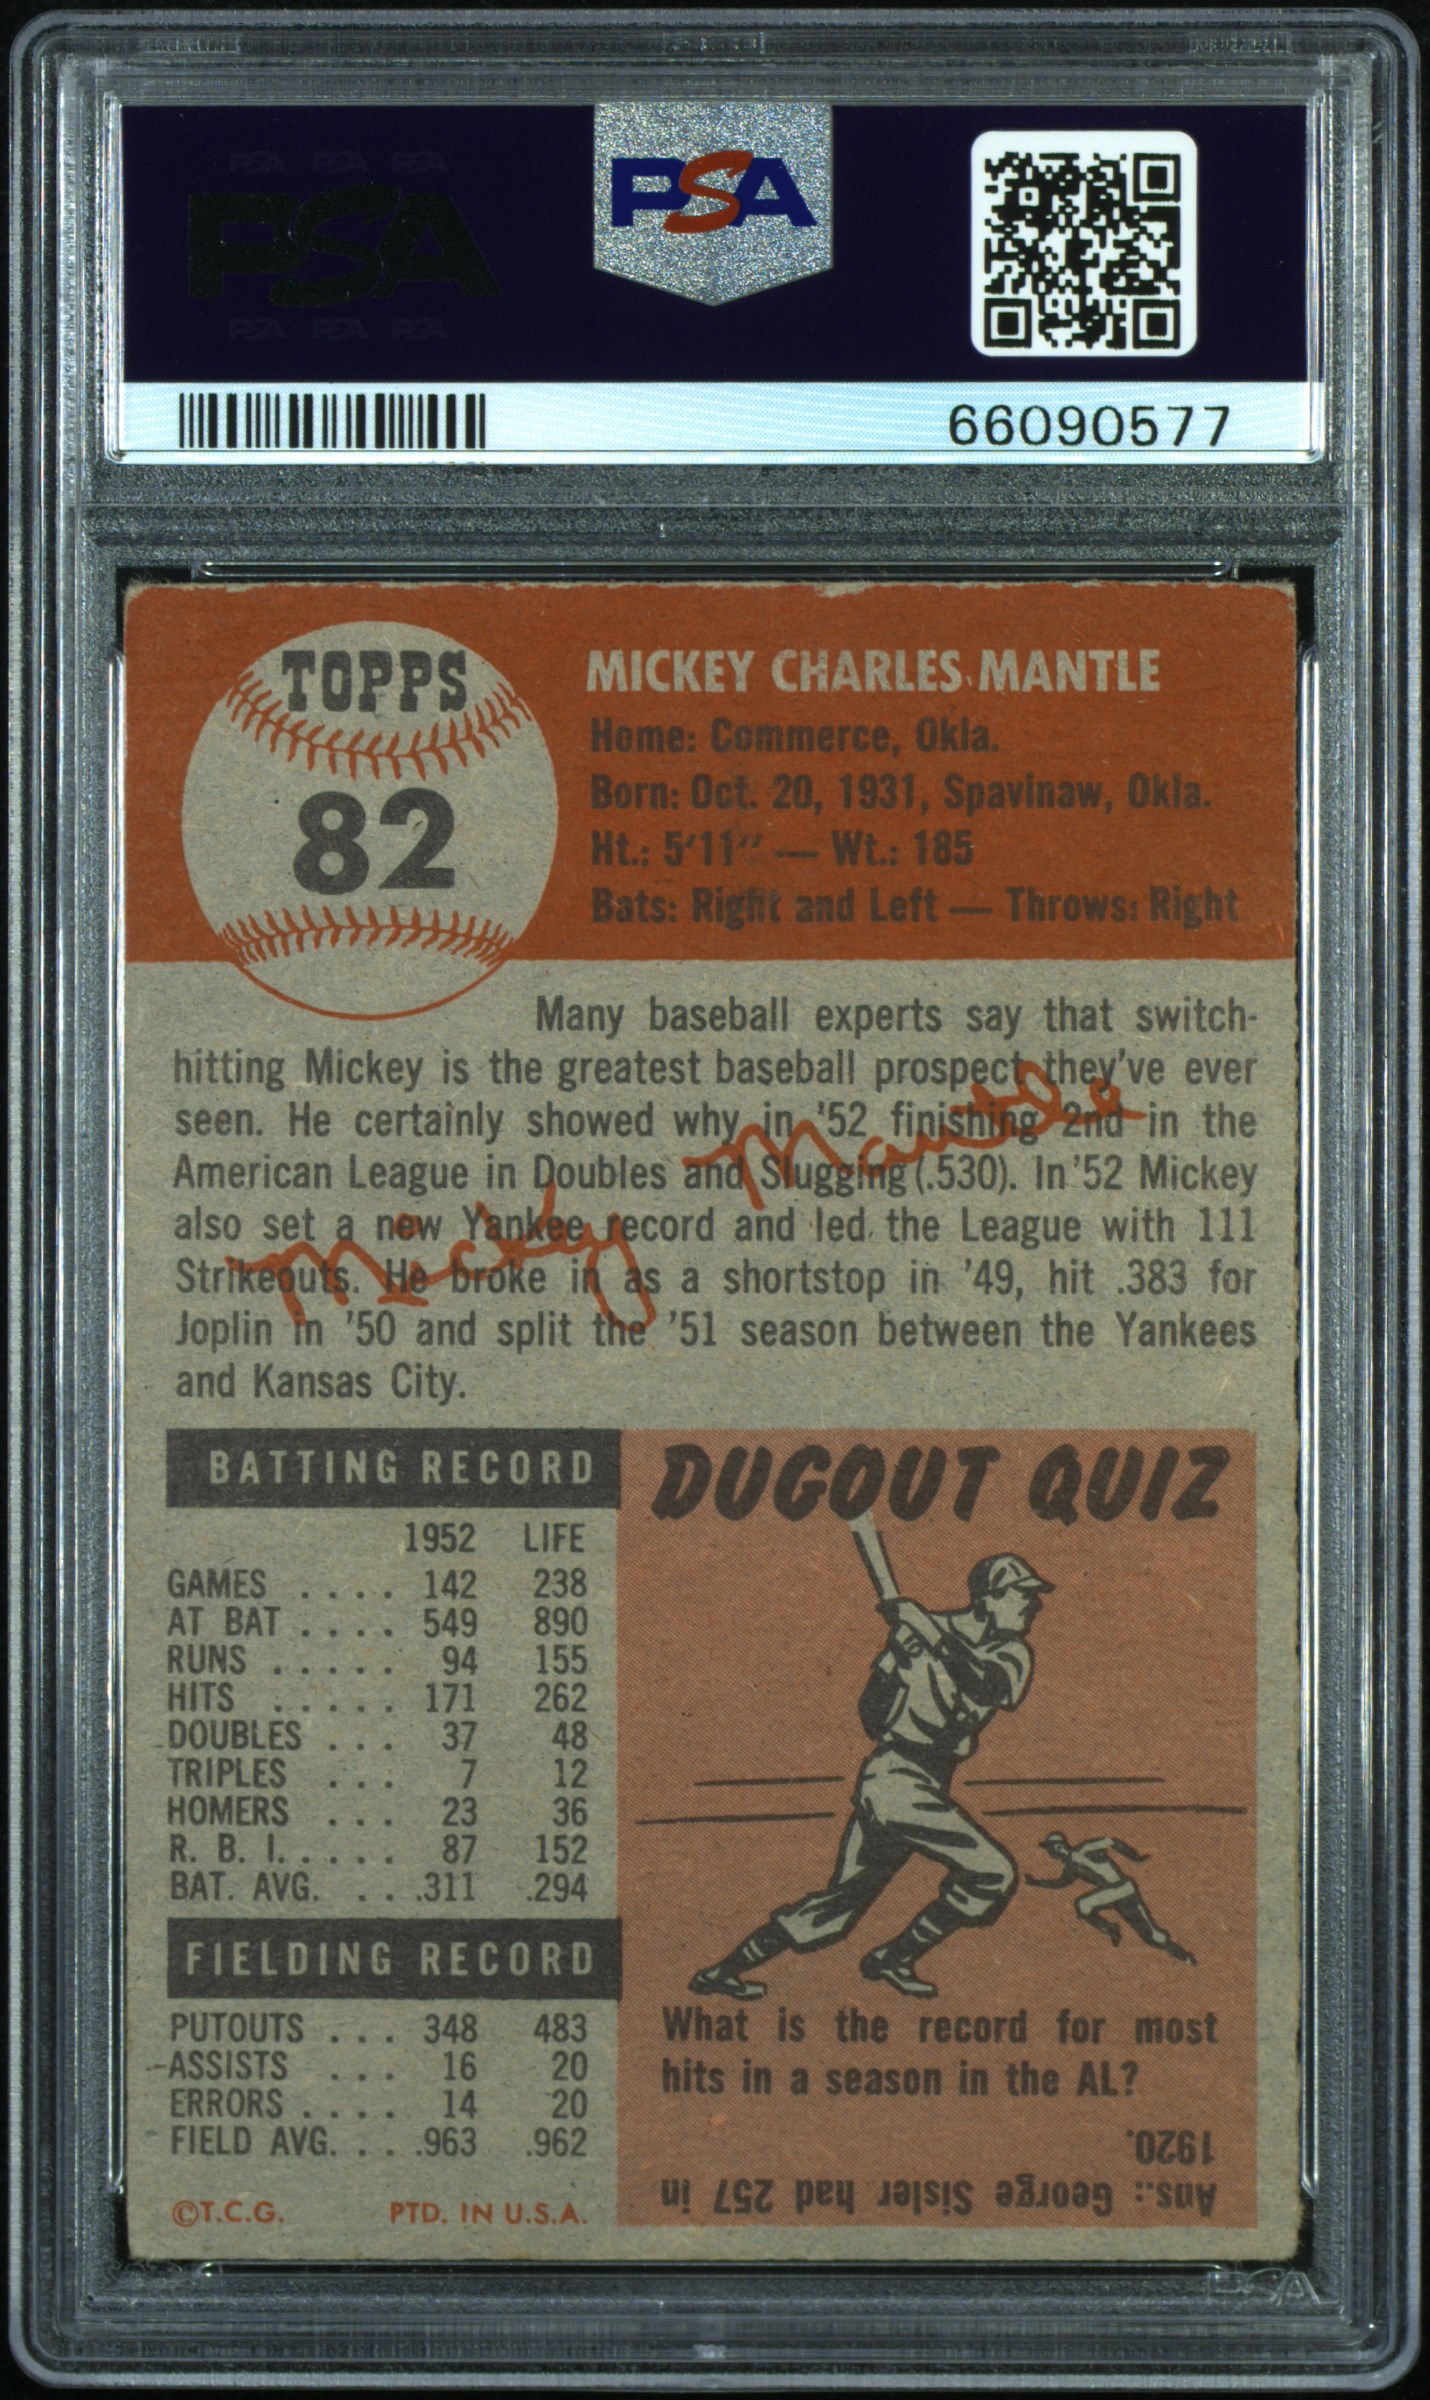 PSA PSA PSA
PSA
PSA PSA PSA
PSA
66090577
TOPPS
82
MICKEY CHARLES MANTLE
Home: Commerce, Okla.
Born: Oct. 20, 1931, Spavinaw, Okla.
Ht.: 5'11" — Wt.: 185
Bats: Right and Left — Throws: Right
Many baseball experts say that switch-
hitting Mickey is the greatest baseball prospect they've ever
seen. He certainly showed why in '52 finishing 2nd in the
American League in Doubles and Slugging (.530). In '52 Mickey
also set a new Yankee record and led the League with 111
Strikeouts. He broke in as a shortstop in '49, hit .383 for
Joplin in '50 and split the '51 season between the Yankees
and Kansas City.
Micky Mantle
BATTING RECORD
1952 LIFE
GAMES . . . . 142 238
AT BAT . . . . 549 890
RUNS . . . . . 94 155
HITS . . . . . 171 262
DOUBLES . . . 37 48
TRIPLES . . . 7 12
HOMERS . . . 23 36
R. B. I. . . . . 87 152
BAT. AVG. . . . .311 .294
FIELDING RECORD
PUTOUTS . . . 348 483
ASSISTS . . . 16 20
ERRORS . . . . 14 20
FIELD AVG. . . . .963 .962
©T.C.G. PTD. IN U.S.A.
DUGOUT QUIZ
What is the record for most
hits in a season in the AL?
Ans.: George Sisler had 257 in
1920.
PSA